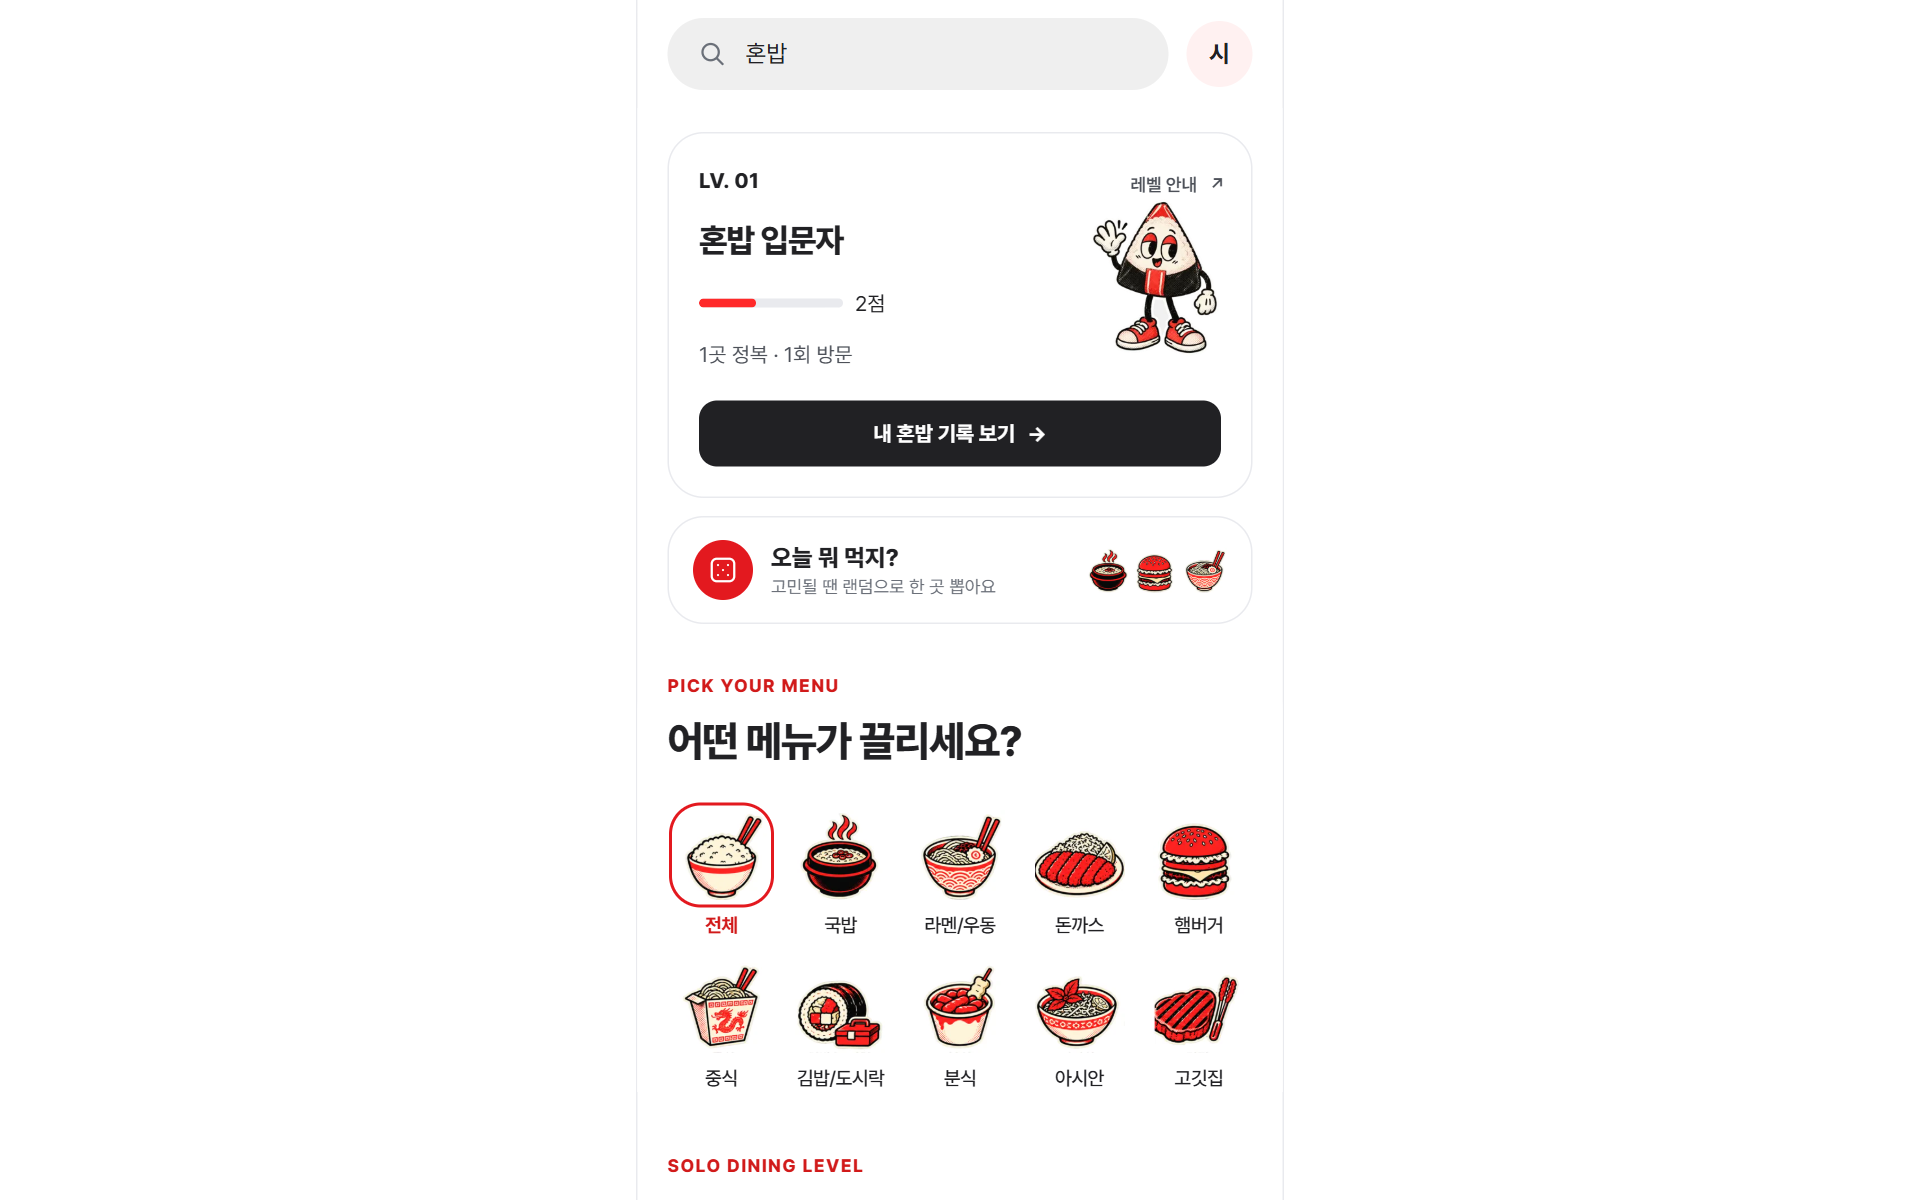 혼밥
시
LV. 01
레벨 안내
혼밥 입문자
2점
1곳 정복 · 1회 방문
내 혼밥 기록 보기 →
오늘 뭐 먹지?
고민될 땐 랜덤으로 한 곳 뽑아요
PICK YOUR MENU
어떤 메뉴가 끌리세요?
전체
국밥
라멘/우동
돈까스
햄버거
중식
김밥/도시락
분식
아시안
고깃집
SOLO DINING LEVEL